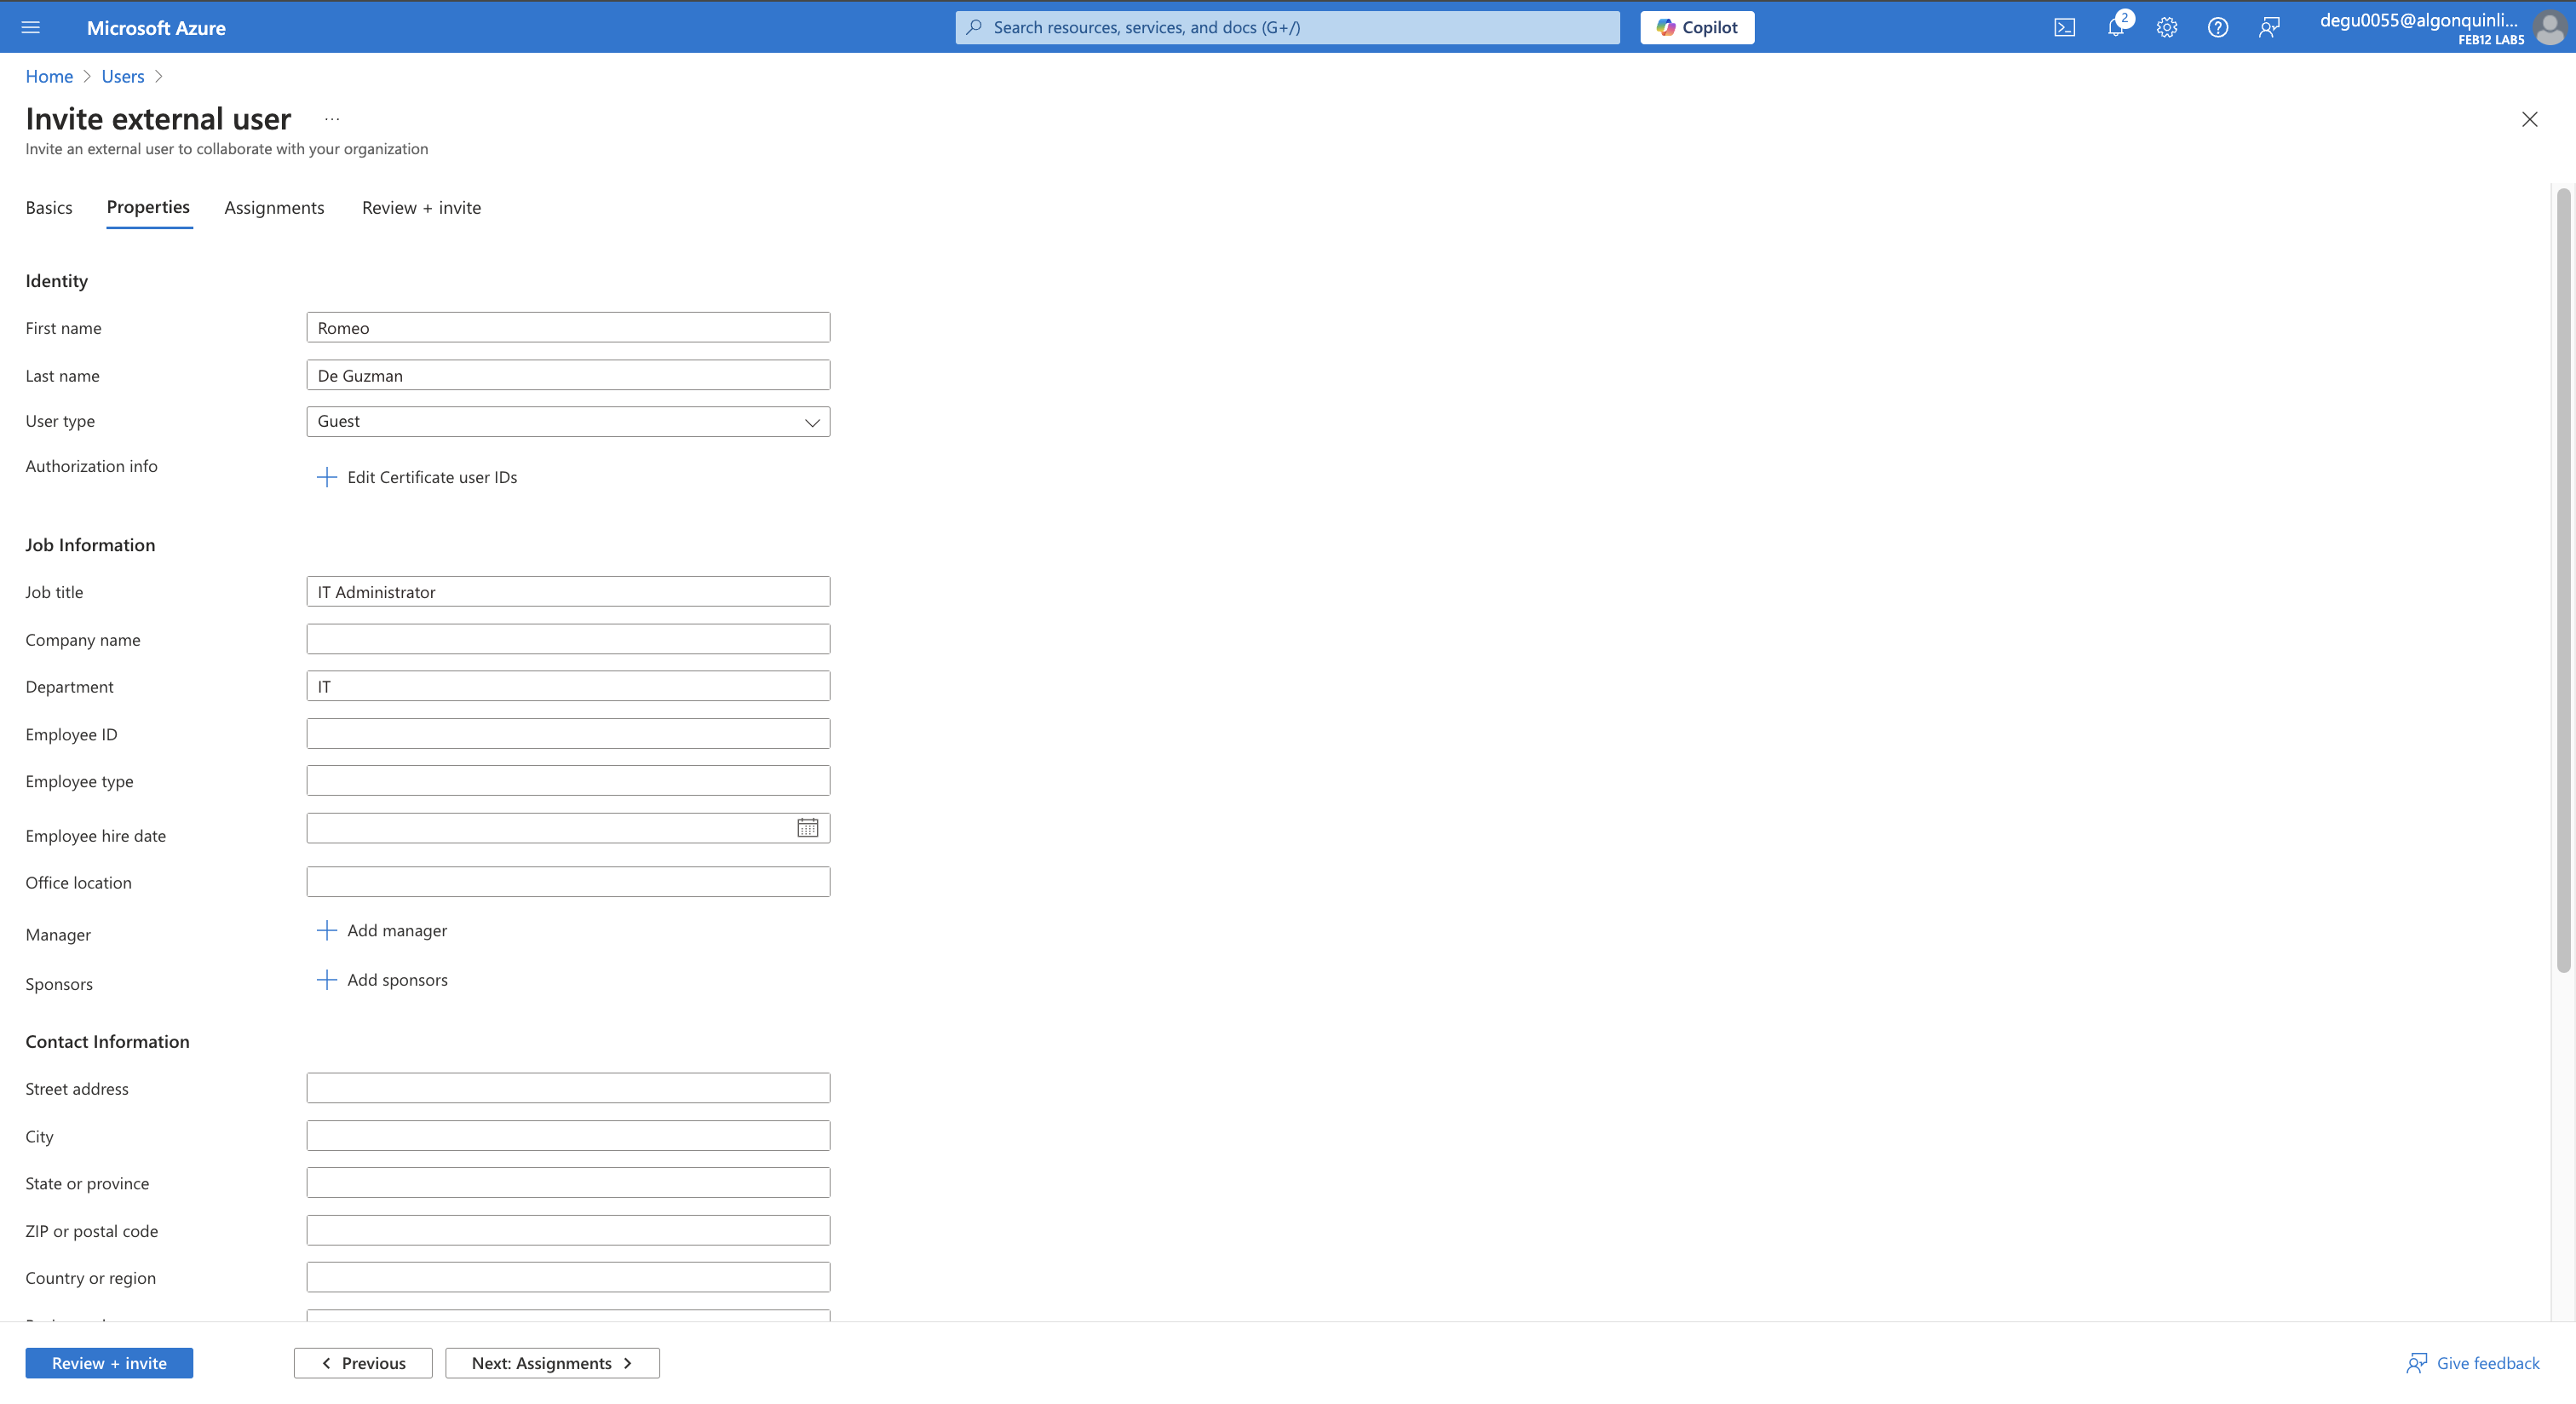 Microsoft Azure
Search resources, services, and docs (G+/)
Copilot
2
degu0055@algonquinli...
FEB12 LAB5
Home > Users >
Invite external user ...
Invite an external user to collaborate with your organization
Basics Properties Assignments Review + invite
Identity
First name Romeo
Last name De Guzman
User type Guest
Authorization info
Edit Certificate user IDs
Job Information
Job title IT Administrator
Company name
Department IT
Employee ID
Employee type
Employee hire date
Office location
Manager Add manager
Sponsors Add sponsors
Contact Information
Street address
City
State or province
ZIP or postal code
Country or region
Review + invite < Previous Next: Assignments > Give feedback